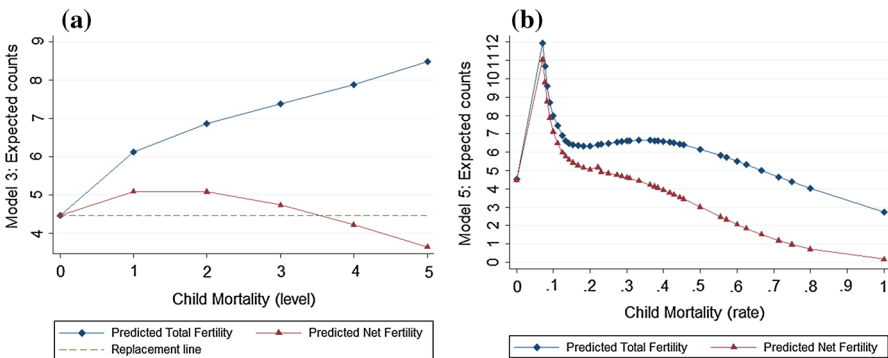 (a)
Model 3: Expected counts
9
8
7
6
5
4
0 1 2 3 4 5
Child Mortality (level)
Predicted Total Fertility Predicted Net Fertility
Replacement line
(b)
Model 5: Expected counts
12
11
10
9
8
7
6
5
4
3
2
1
0
0 .1 .2 .3 .4 .5 .6 .7 .8 .9 1
Child Mortality (rate)
Predicted Total Fertility Predicted Net Fertility